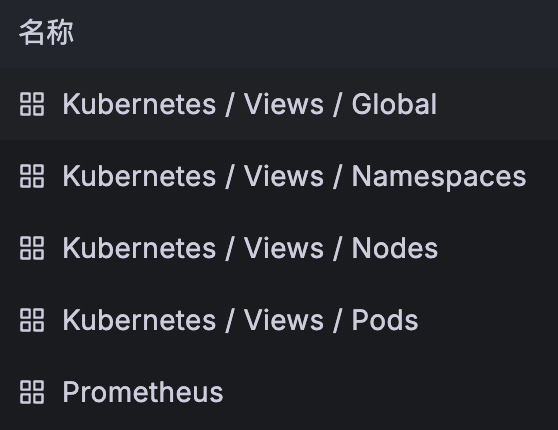 名称
Kubernetes / Views / Global
Kubernetes / Views / Namespaces
Kubernetes / Views / Nodes
Kubernetes / Views / Pods
Prometheus